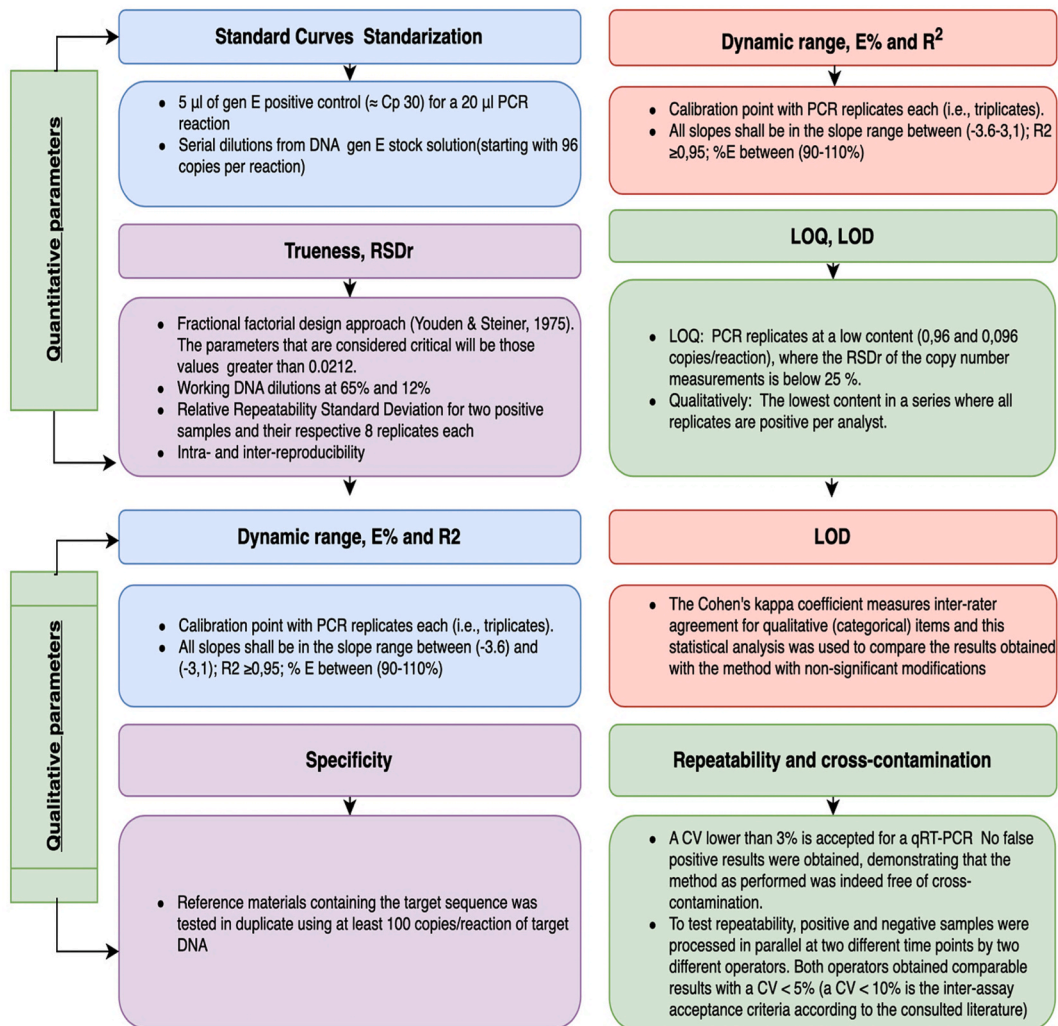 Quantitative parameters
Standard Curves Standarization
5 µl of gen E positive control (≈ Cp 30) for a 20 µl PCR
reaction
Serial dilutions from DNA gen E stock solution(starting with 96
copies per reaction)
Dynamic range, E% and R²
Calibration point with PCR replicates each (i.e., triplicates).
All slopes shall be in the slope range between (-3.6-3,1); R2
≥0,95; %E between (90-110%)
Trueness, RSDr
Fractional factorial design approach (Youden & Steiner, 1975).
The parameters that are considered critical will be those
values greater than 0.0212.
Working DNA dilutions at 65% and 12%
Relative Repeatability Standard Deviation for two positive
samples and their respective 8 replicates each
Intra- and inter-reproducibility
LOQ, LOD
LOQ: PCR replicates at a low content (0,96 and 0,096
copies/reaction), where the RSDr of the copy number
measurements is below 25 %.
Qualitatively: The lowest content in a series where all
replicates are positive per analyst.
Qualitative parameters
Dynamic range, E% and R2
Calibration point with PCR replicates each (i.e., triplicates).
All slopes shall be in the slope range between (-3.6) and
(-3,1); R2 ≥0,95; % E between (90-110%)
LOD
The Cohen's kappa coefficient measures inter-rater
agreement for qualitative (categorical) items and this
statistical analysis was used to compare the results obtained
with the method with non-significant modifications
Specificity
Reference materials containing the target sequence was
tested in duplicate using at least 100 copies/reaction of target
DNA
Repeatability and cross-contamination
A CV lower than 3% is accepted for a qRT-PCR No false
positive results were obtained, demonstrating that the
method as performed was indeed free of cross-
contamination.
To test repeatability, positive and negative samples were
processed in parallel at two different time points by two
different operators. Both operators obtained comparable
results with a CV < 5% (a CV < 10% is the inter-assay
acceptance criteria according to the consulted literature)